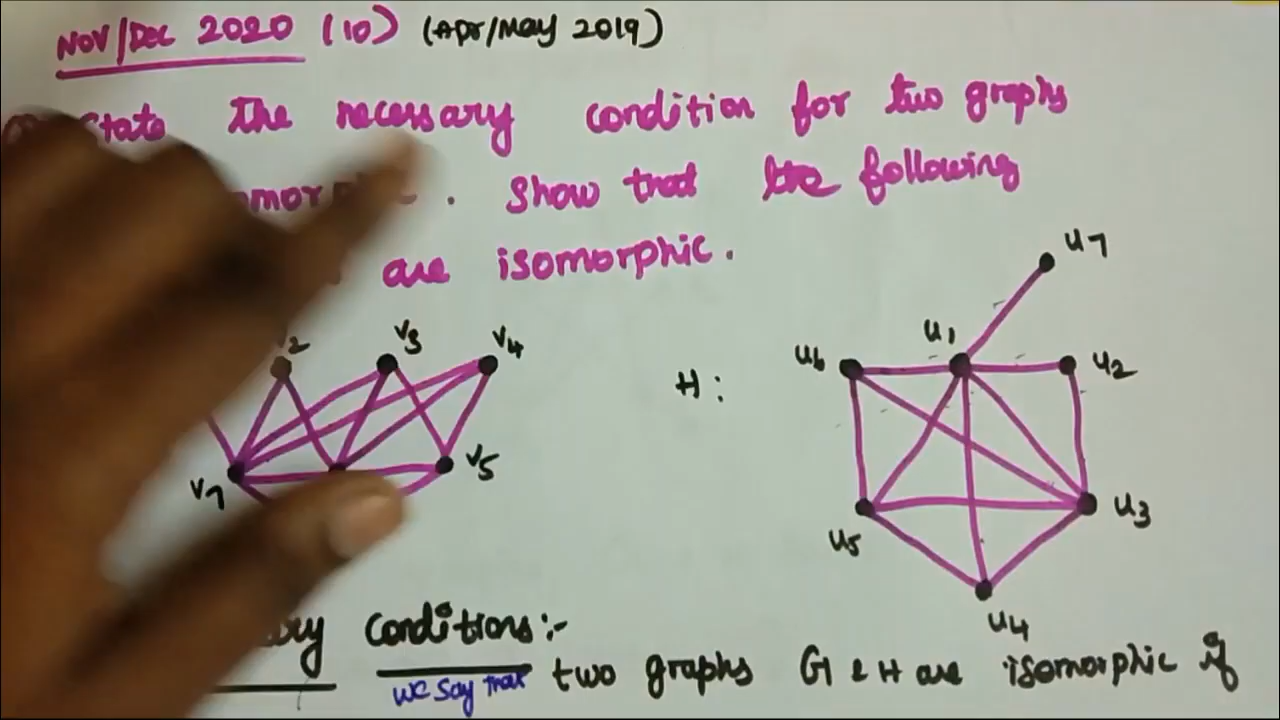 NOV/Dec 2020 (10) (Apr/May 2019)
State the necessary condition for two graphs
omorphic. Show that the following
are isomorphic.
u7
v3 v4 u1
v2 u6 u2
H:
v5
v7 u3
u5
u4
Conditions:-
we say that two graphs G & H are isomorphic if